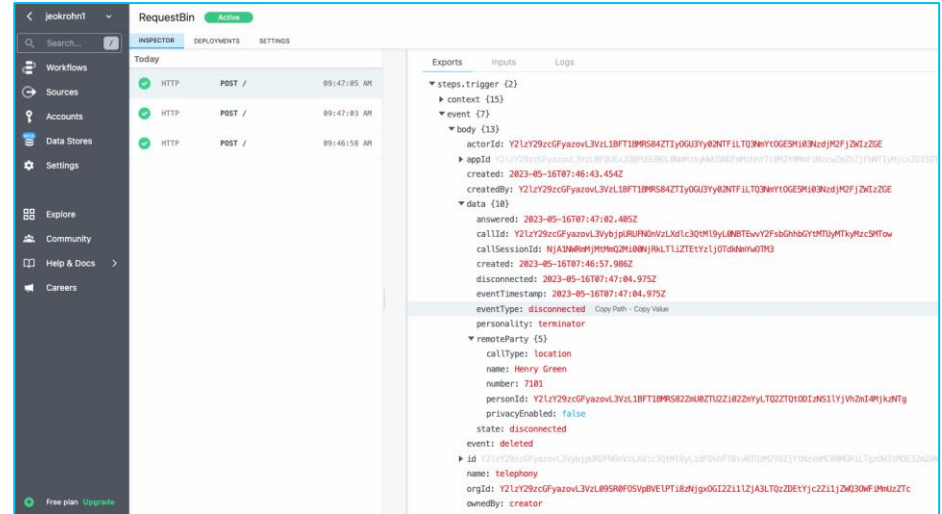 jeokrohn1
Search... /
Workflows
Sources
Accounts
Data Stores
Settings
Explore
Community
Help & Docs
Careers
Free plan Upgrade
RequestBin Active
INSPECTOR DEPLOYMENTS SETTINGS
Today
HTTP POST / 09:47:05 AM
HTTP POST / 09:47:03 AM
HTTP POST / 09:46:58 AM
Exports Inputs Logs
steps.trigger {2}
context {15}
event {7}
body {13}
actorId:
appId
created: 2023-05-16T07:46:43.454Z
createdBy:
data {10}
answered: 2023-05-16T07:47:02.405Z
callId:
callSessionId:
created: 2023-05-16T07:46:57.986Z
disconnected: 2023-05-16T07:47:04.975Z
eventTimestamp: 2023-05-16T07:47:04.975Z
eventType: disconnected Copy Path - Copy Value
personality: terminator
remoteParty {5}
callType: location
name: Henry Green
number: 7101
personId:
privacyEnabled: false
state: disconnected
event: deleted
id
name: telephony
orgId:
ownedBy: creator